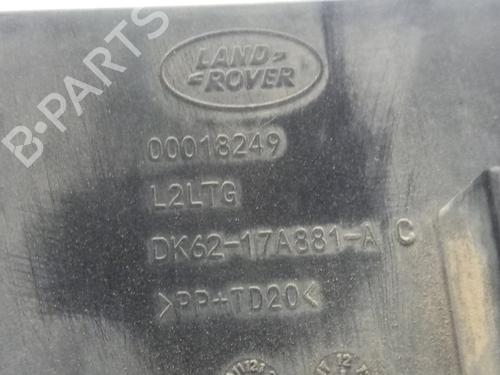 LAND
ROVER
00018249
L2LTG
DK62-17A881-A C
>PP+TD20<
B-PARTS